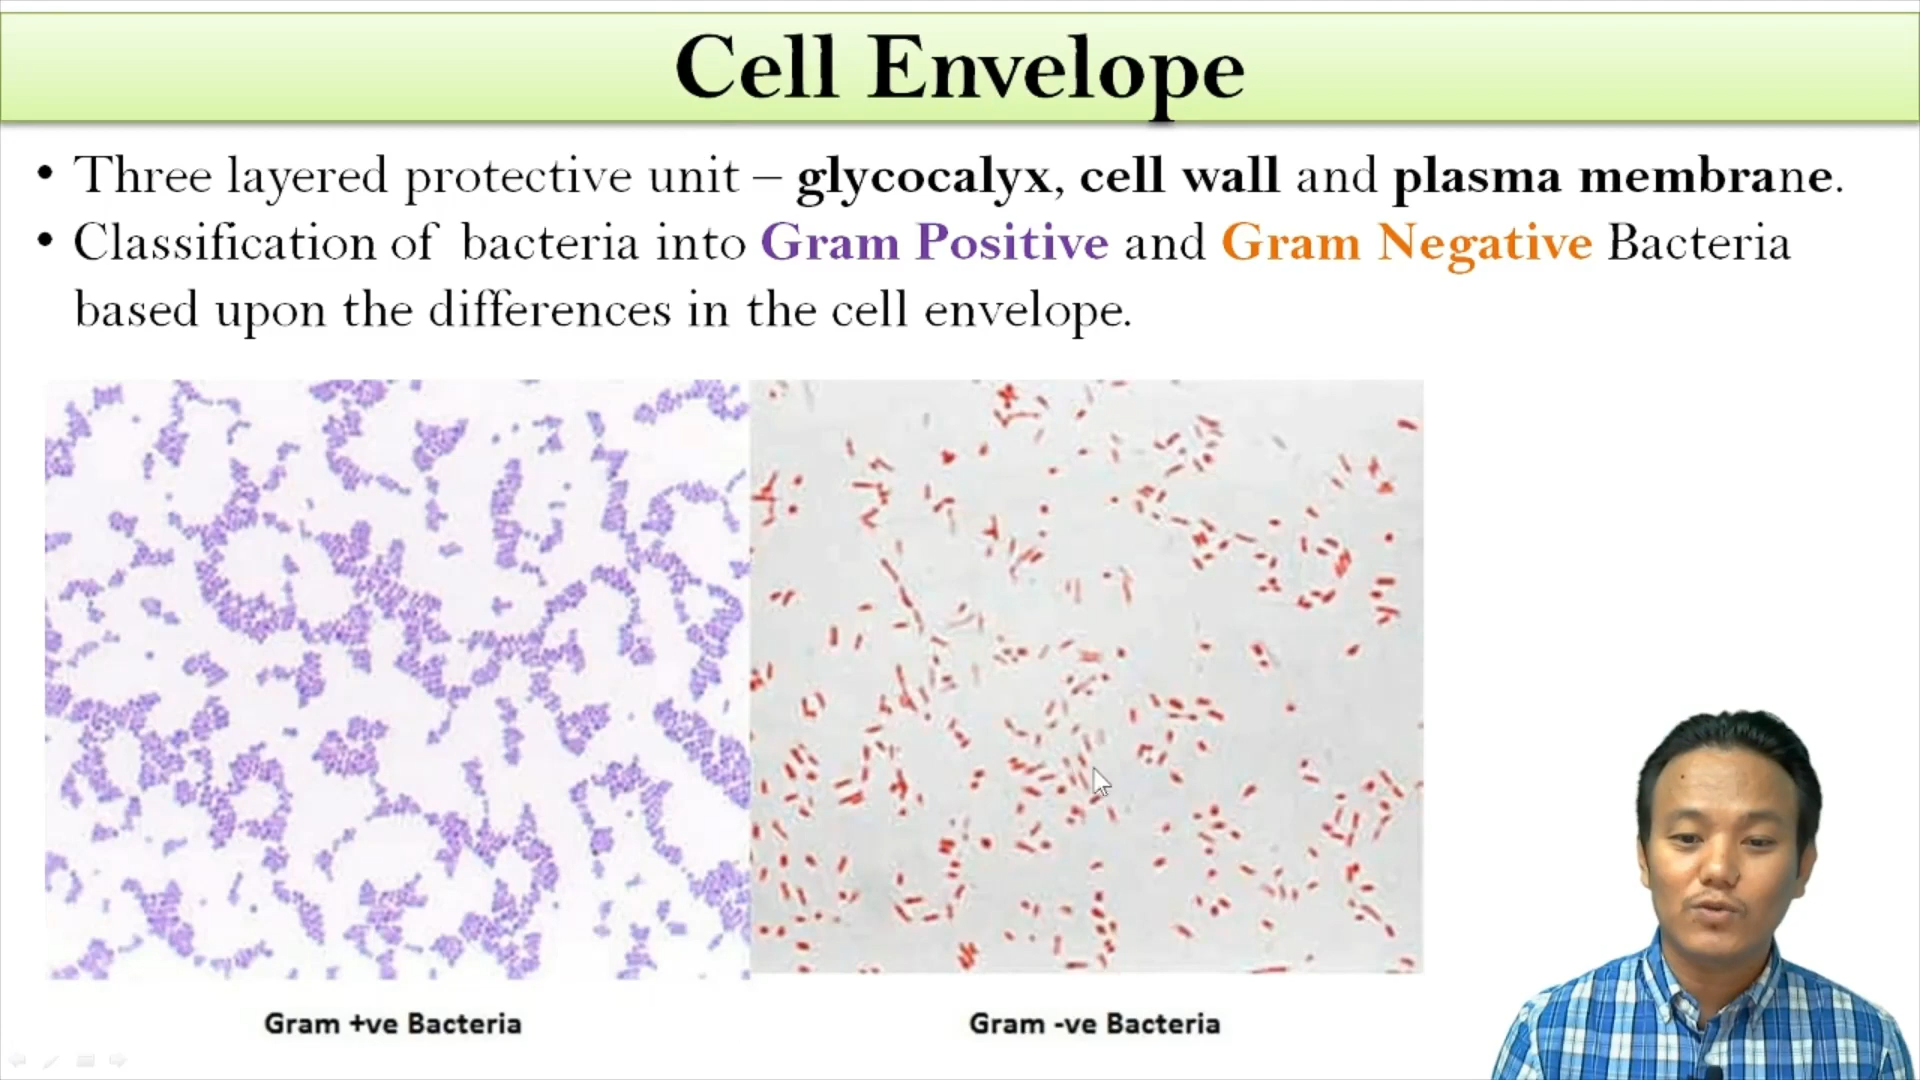 Cell Envelope
• Three layered protective unit – glycocalyx, cell wall and plasma membrane.
• Classification of bacteria into Gram Positive and Gram Negative Bacteria
based upon the differences in the cell envelope.
Gram +ve Bacteria
Gram -ve Bacteria